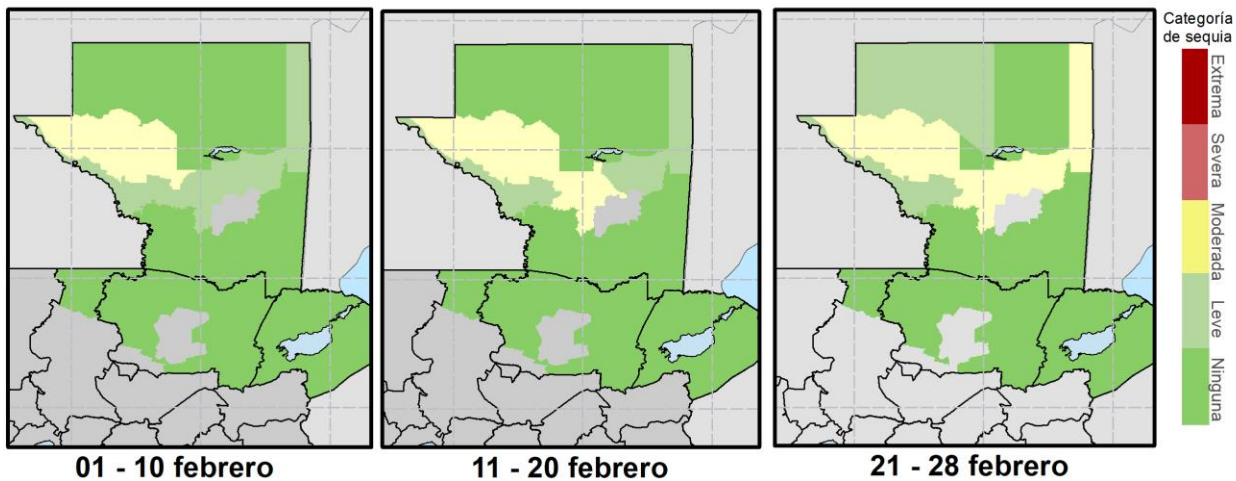 Categoría
de sequia
Extrema
Severa
Moderada
Leve
Ninguna
01 - 10 febrero
11 - 20 febrero
21 - 28 febrero